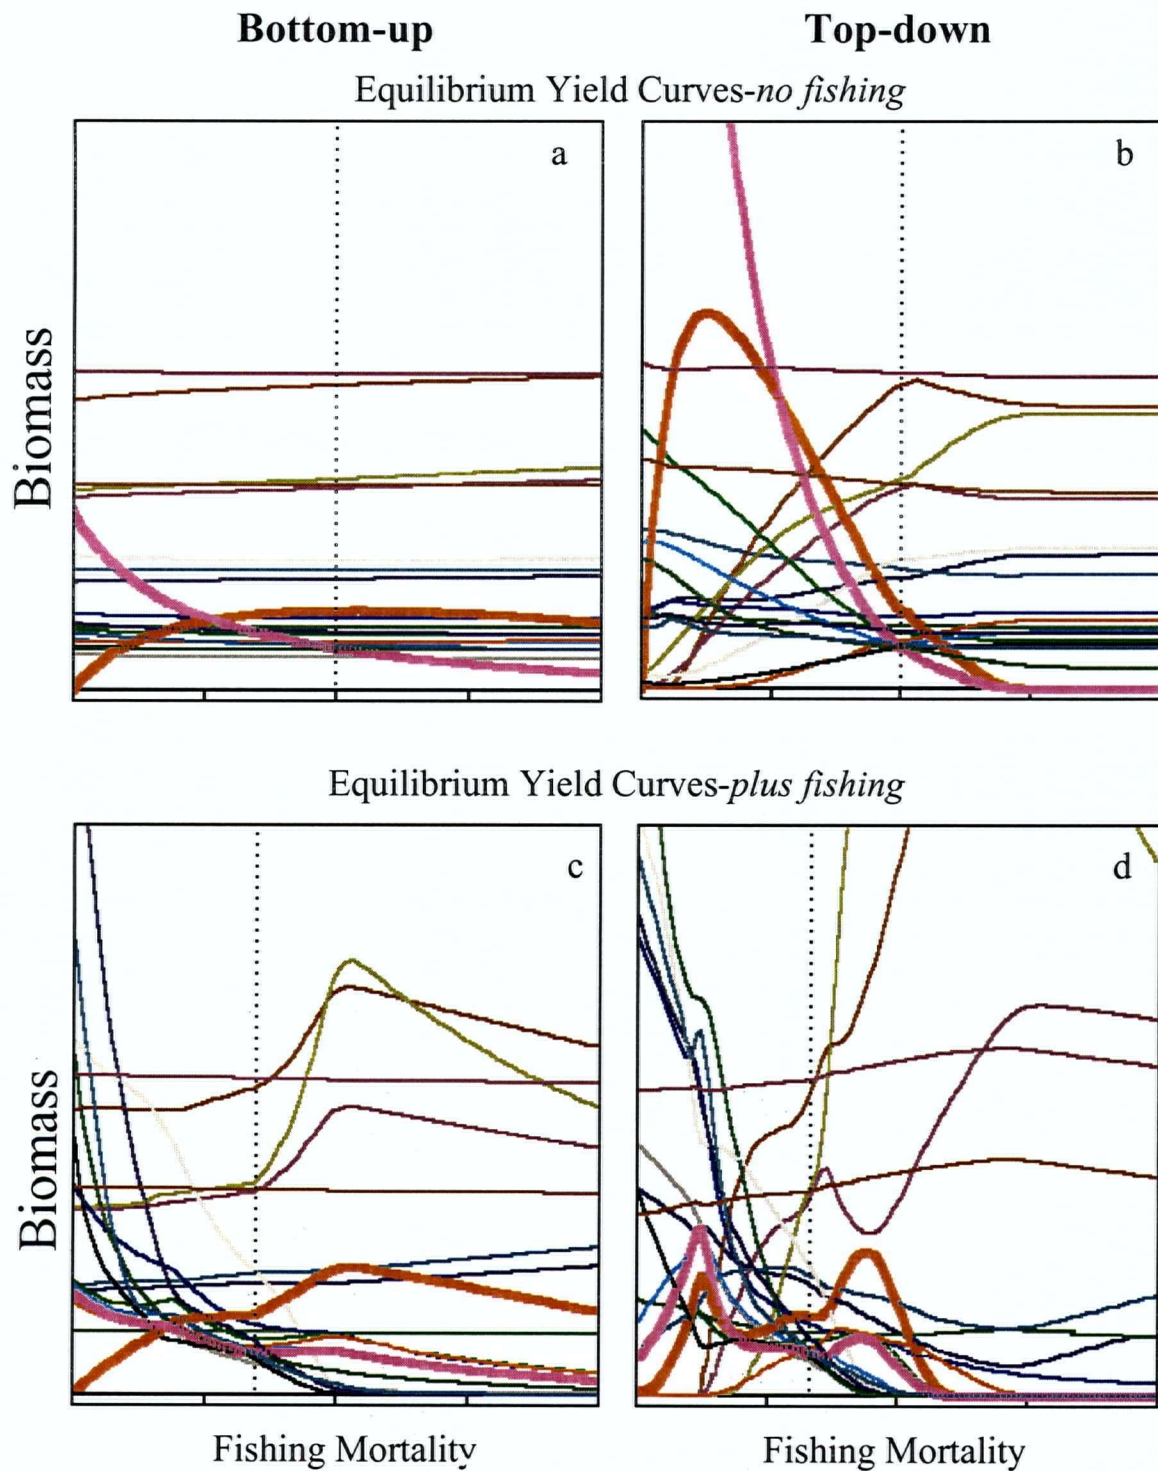 Bottom-up Top-down
Equilibrium Yield Curves-no fishing
a b
Biomass
Equilibrium Yield Curves-plus fishing
c d
Biomass
Fishing Mortality Fishing Mortality